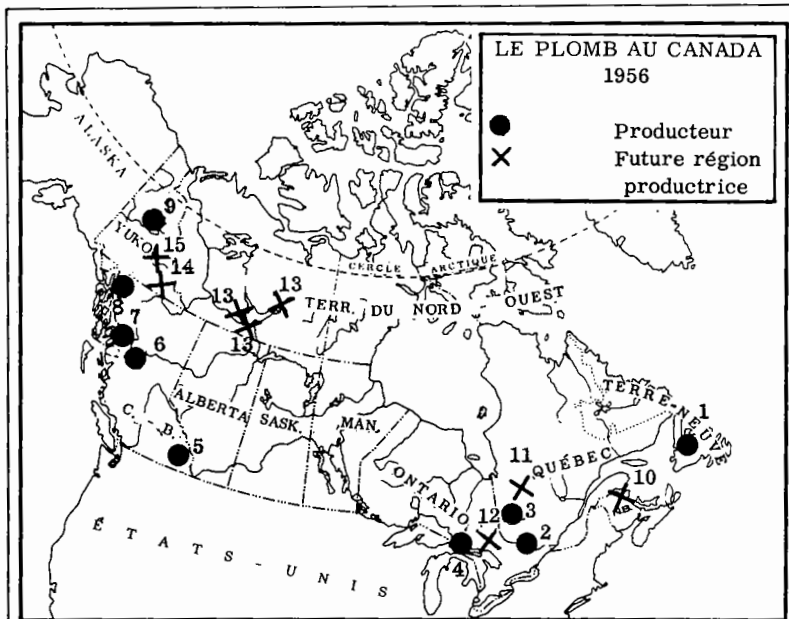 LE PLOMB AU CANADA
1956
Producteur
Future région
productrice
ALASKA
9
YUKO
15
14
CERCLE ARCTIQUE
13
13
13
TERR. DU NORD OUEST
8
7
6
TERRE-NEUVE
1
ALBERTA
SASK.
MAN.
C. B.
5
11
QUÉBEC
10
ONTARIO
12
3
2
4
B.
ÉTATS-UNIS